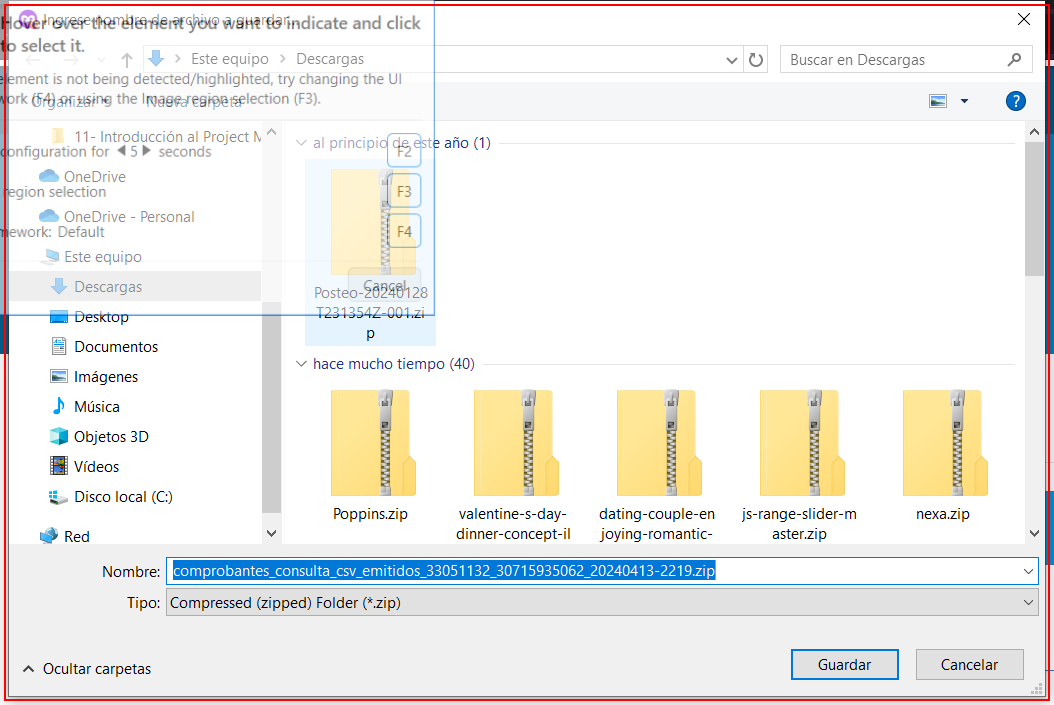 Ingrese nombre de archivo a guardar...
Hover over the element you want to indicate and click
to select it.
Este equipo
Descargas
Buscar en Descargas
element is not being detected/highlighted, try changing the UI
work (F4) or using the Image region selection (F3).
Organizar
Nueva carpeta
11- Introducción al Project M
al principio de este año (1)
configuration for 5 seconds
F2
OneDrive
region selection
F3
OneDrive - Personal
mework: Default
F4
Este equipo
Descargas
Cancel
Posteo-20240128
T231354Z-001.zi
p
Desktop
Documentos
Imágenes
Música
Objetos 3D
Vídeos
Disco local (C:)
Red
hace mucho tiempo (40)
Poppins.zip
valentine-s-day-
dinner-concept-il
dating-couple-en
joying-romantic-
js-range-slider-m
aster.zip
nexa.zip
Nombre: comprobantes_consulta_csv_emitidos_33051132_30715935062_20240413-2219.zip
Tipo: Compressed (zipped) Folder (*.zip)
Ocultar carpetas
Guardar
Cancelar